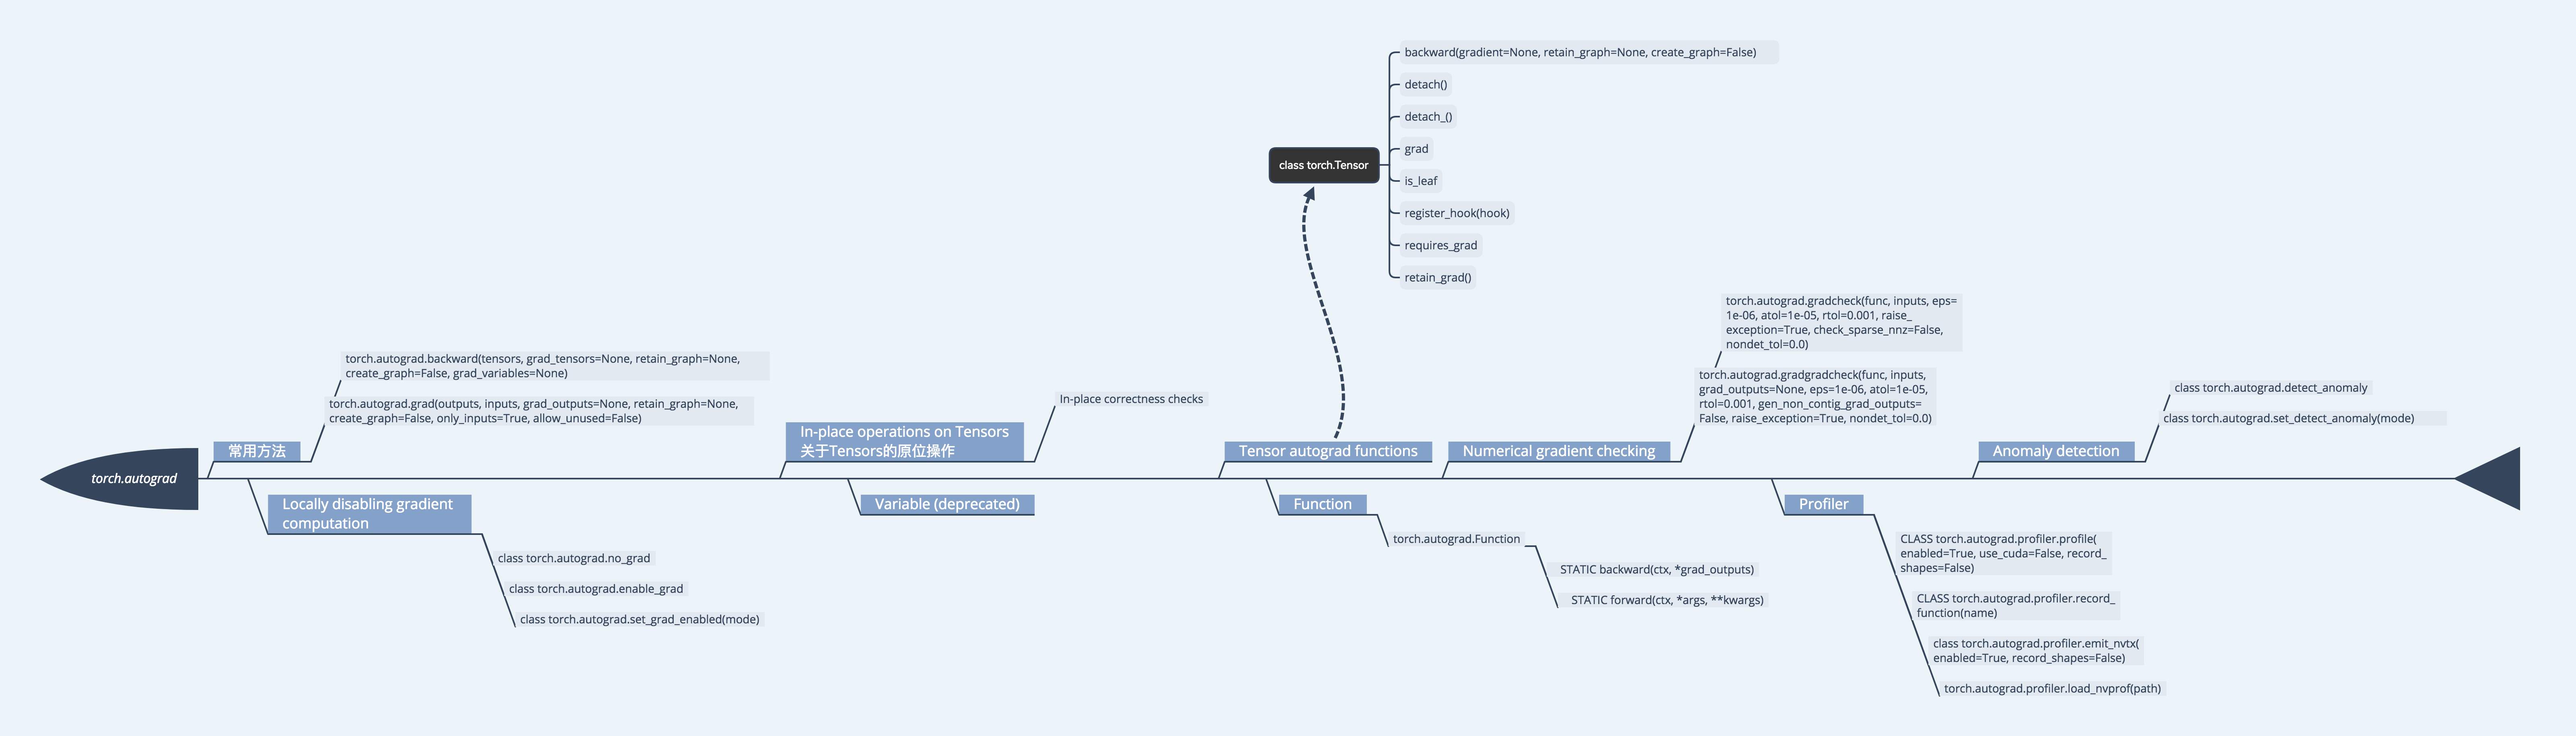 torch.autograd
常用方法
torch.autograd.backward(tensors, grad_tensors=None, retain_graph=None,
create_graph=False, grad_variables=None)
torch.autograd.grad(outputs, inputs, grad_outputs=None, retain_graph=None,
create_graph=False, only_inputs=True, allow_unused=False)
Locally disabling gradient
computation
class torch.autograd.no_grad
class torch.autograd.enable_grad
class torch.autograd.set_grad_enabled(mode)
In-place operations on Tensors
关于Tensors的原位操作
In-place correctness checks
Variable (deprecated)
Tensor autograd functions
class torch.Tensor
backward(gradient=None, retain_graph=None, create_graph=False)
detach()
detach_()
grad
is_leaf
register_hook(hook)
requires_grad
retain_grad()
Function
torch.autograd.Function
STATIC backward(ctx, *grad_outputs)
STATIC forward(ctx, *args, **kwargs)
Numerical gradient checking
torch.autograd.gradcheck(func, inputs, eps=
1e-06, atol=1e-05, rtol=0.001, raise_
exception=True, check_sparse_nnz=False,
nondet_tol=0.0)
torch.autograd.gradgradcheck(func, inputs,
grad_outputs=None, eps=1e-06, atol=1e-05,
rtol=0.001, gen_non_contig_grad_outputs=
False, raise_exception=True, nondet_tol=0.0)
Profiler
CLASS torch.autograd.profiler.profile(
enabled=True, use_cuda=False, record_
shapes=False)
CLASS torch.autograd.profiler.record_
function(name)
class torch.autograd.profiler.emit_nvtx(
enabled=True, record_shapes=False)
torch.autograd.profiler.load_nvprof(path)
Anomaly detection
class torch.autograd.detect_anomaly
class torch.autograd.set_detect_anomaly(mode)